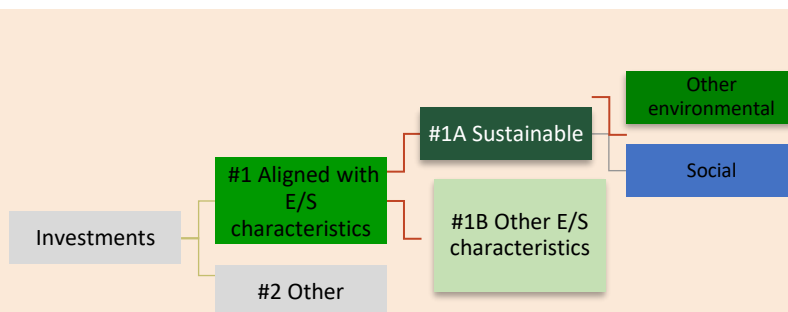 Other
environmental
#1A Sustainable
Social
#1 Aligned with
E/S
characteristics
#1B Other E/S
characteristics
Investments
#2 Other